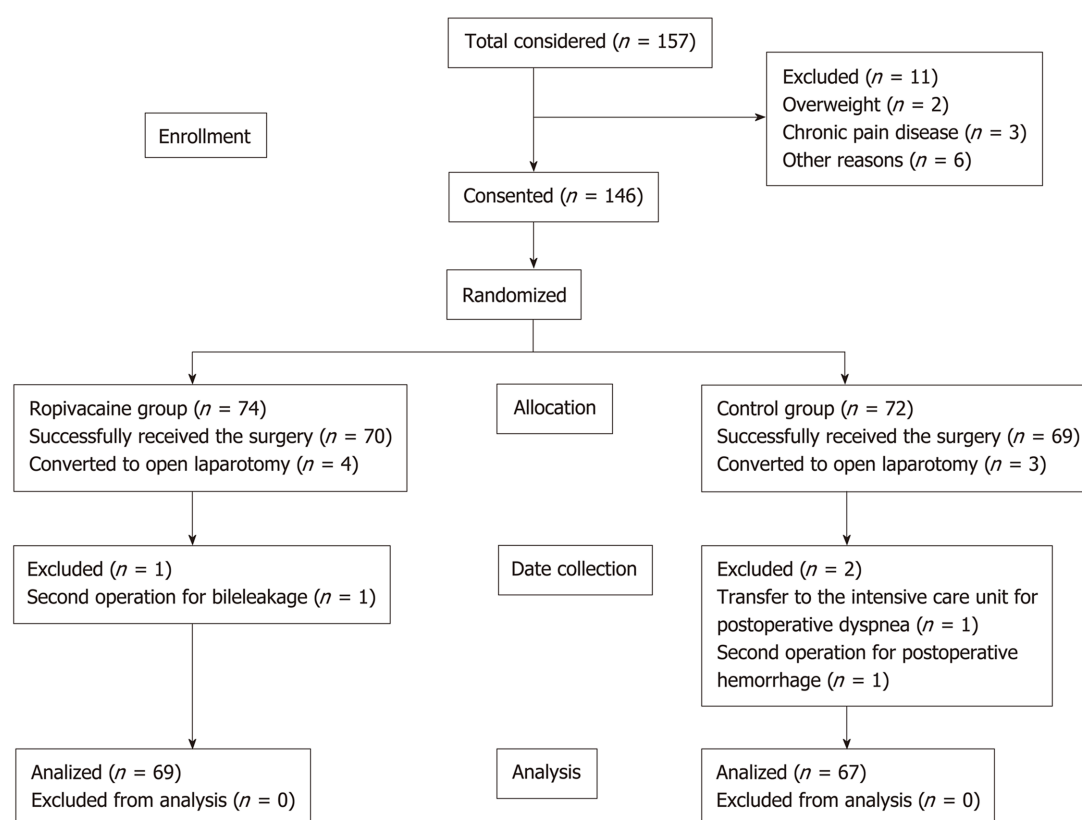 Total considered (n = 157)
Excluded (n = 11)
Overweight (n = 2)
Chronic pain disease (n = 3)
Other reasons (n = 6)
Enrollment
Consented (n = 146)
Randomized
Ropivacaine group (n = 74)
Successfully received the surgery (n = 70)
Converted to open laparotomy (n = 4)
Allocation
Control group (n = 72)
Successfully received the surgery (n = 69)
Converted to open laparotomy (n = 3)
Excluded (n = 1)
Second operation for bileleakage (n = 1)
Date collection
Excluded (n = 2)
Transfer to the intensive care unit for
postoperative dyspnea (n = 1)
Second operation for postoperative
hemorrhage (n = 1)
Analized (n = 69)
Excluded from analysis (n = 0)
Analysis
Analized (n = 67)
Excluded from analysis (n = 0)